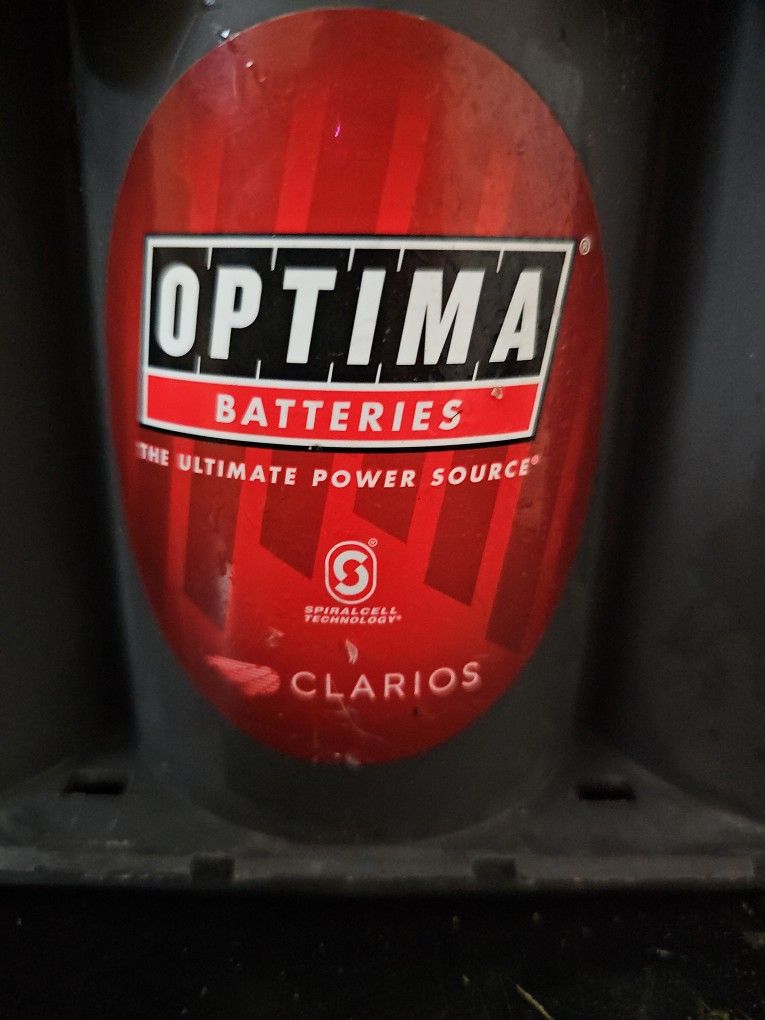 OPTIMA®
BATTERIES
THE ULTIMATE POWER SOURCE®
S®
SPIRALCELL
TECHNOLOGY®
CLARIOS